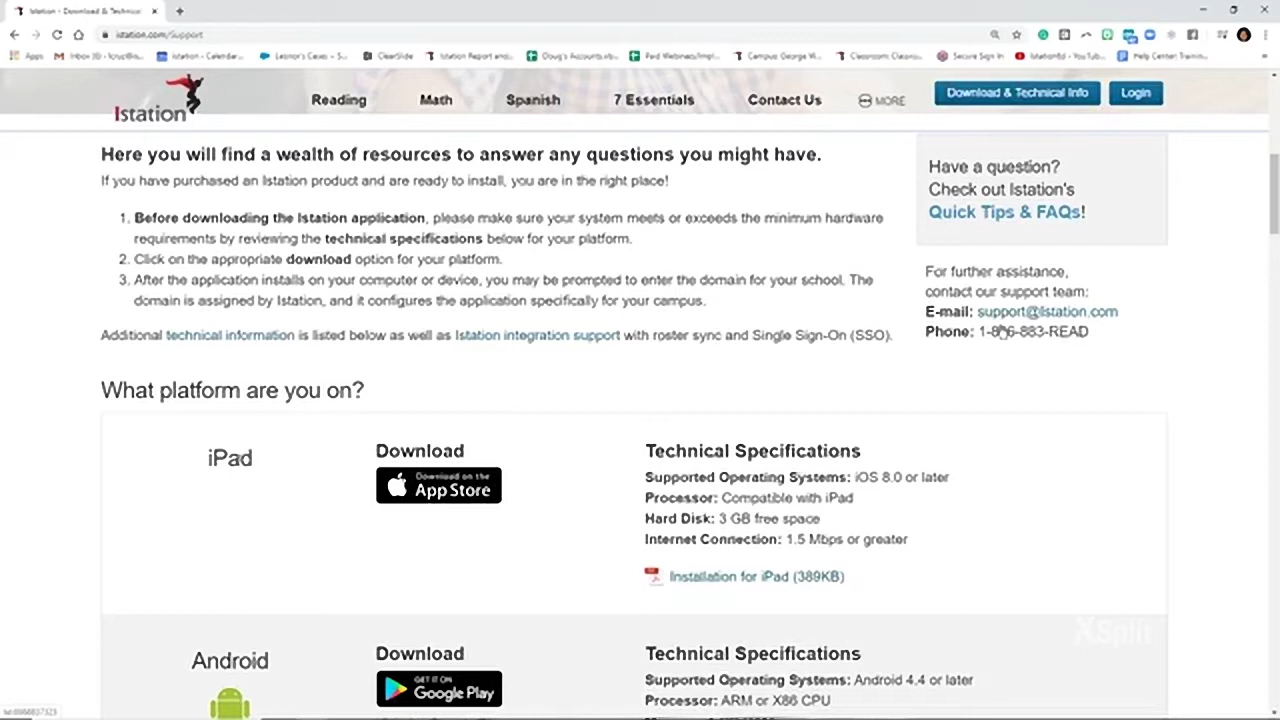 Istation - Download & Technical
istation.com/Support
Apps
Istation - Calendar...
Leonor's Cases - S...
ClearSlide
Istation Report and...
Doug's Accounts.xls...
Paid Webinars/Impl...
Campus George W...
Classroom Classro...
Secure Sign In
IstationEd - YouTub...
Help Center Trainin...
Istation
Reading
Math
Spanish
7 Essentials
Contact Us
MORE
Download & Technical Info
Login
Here you will find a wealth of resources to answer any questions you might have.
If you have purchased an Istation product and are ready to install, you are in the right place!
1. Before downloading the Istation application, please make sure your system meets or exceeds the minimum hardware
requirements by reviewing the technical specifications below for your platform.
2. Click on the appropriate download option for your platform.
3. After the application installs on your computer or device, you may be prompted to enter the domain for your school. The
domain is assigned by Istation, and it configures the application specifically for your campus.
Additional technical information is listed below as well as Istation integration support with roster sync and Single Sign-On (SSO).
Have a question?
Check out Istation's
Quick Tips & FAQs!
For further assistance,
contact our support team:
E-mail: support@Istation.com
Phone: 1-866-883-READ
What platform are you on?
iPad
Download
Download on the
App Store
Technical Specifications
Supported Operating Systems: iOS 8.0 or later
Processor: Compatible with iPad
Hard Disk: 3 GB free space
Internet Connection: 1.5 Mbps or greater
Installation for iPad (389KB)
XSplit
Android
Download
GET IT ON
Google Play
Technical Specifications
Supported Operating Systems: Android 4.4 or later
Processor: ARM or X86 CPU